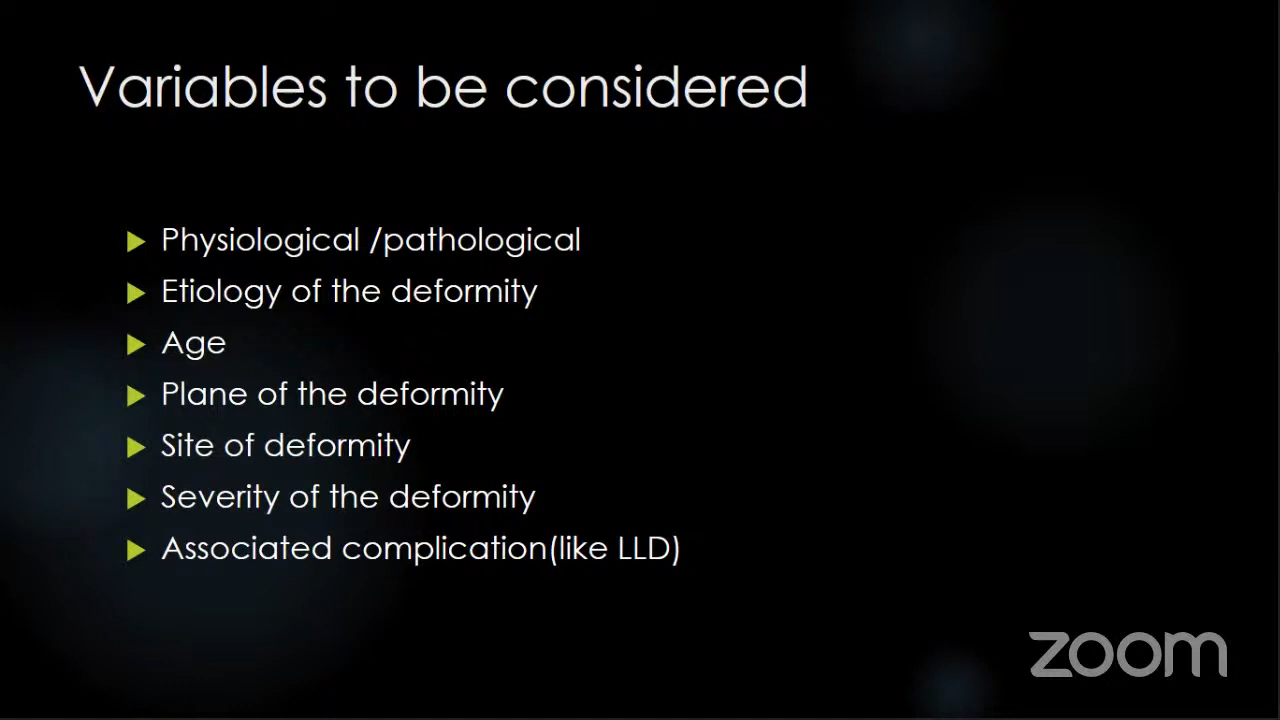 Variables to be considered
Physiological /pathological
Etiology of the deformity
Age
Plane of the deformity
Site of deformity
Severity of the deformity
Associated complication(like LLD)
zoom